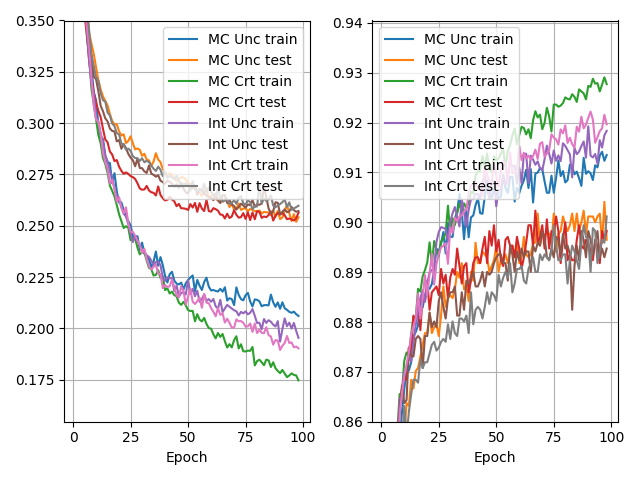 0.350
0.325
0.300
0.275
0.250
0.225
0.200
0.175
0
25
50
75
100
Epoch
MC Unc train
MC Unc test
MC Crt train
MC Crt test
Int Unc train
Int Unc test
Int Crt train
Int Crt test
0.94
0.93
0.92
0.91
0.90
0.89
0.88
0.87
0.86
0
25
50
75
100
Epoch
MC Unc train
MC Unc test
MC Crt train
MC Crt test
Int Unc train
Int Unc test
Int Crt train
Int Crt test